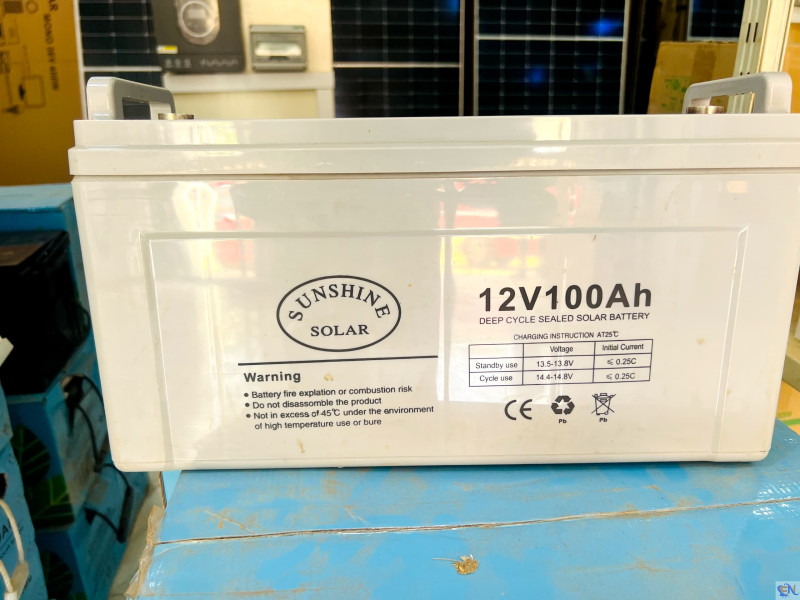 SUNSHINE
SOLAR
12V100Ah
DEEP CYCLE SEALED SOLAR BATTERY
CHARGING INSTRUCTION AT25℃
Voltage Initial Current
Standby use 13.5-13.8V ≤ 0.25C
Cycle use 14.4-14.8V ≤ 0.25C
Warning
• Battery fire explation or combustion risk
• Do not disassomble the product
• Not in excess of-45℃ under the environment
of high temperature use or bure
CE
Pb
Pb